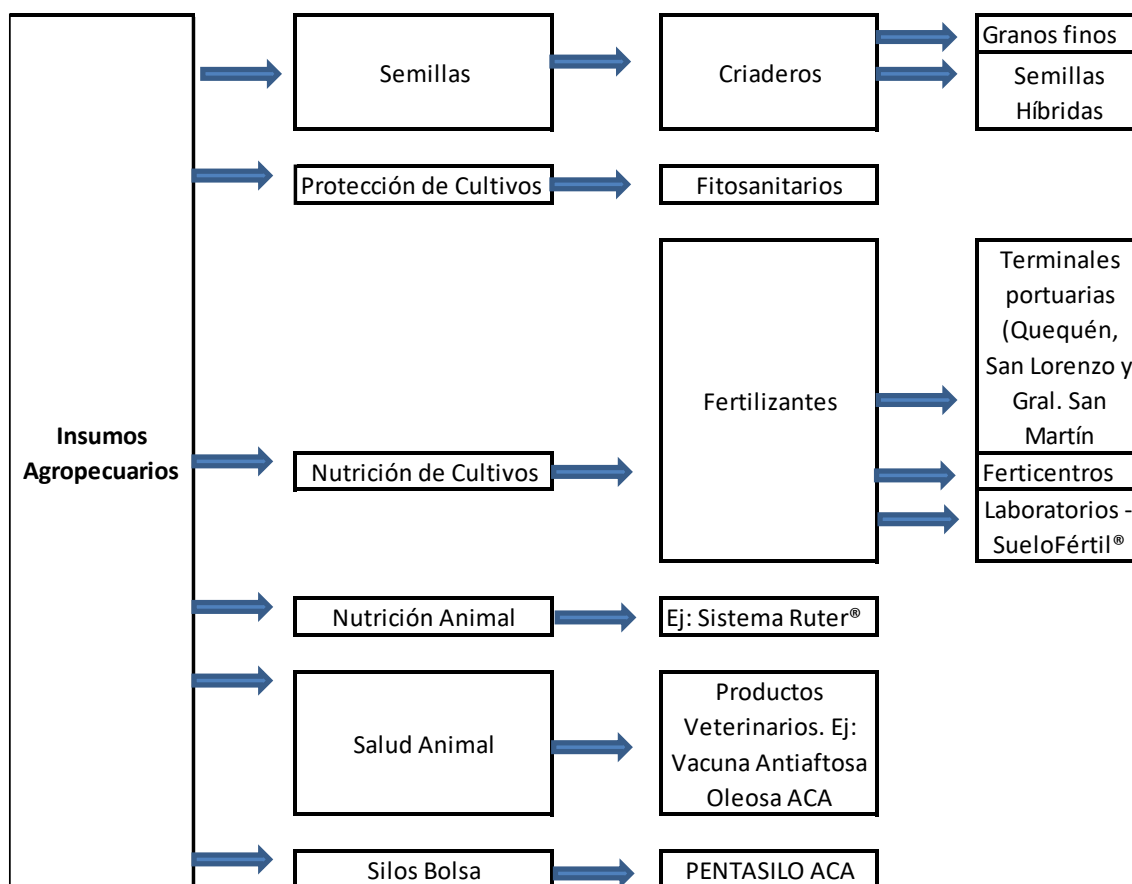 Insumos
Agropecuarios
Semillas
Criaderos
Granos finos
Semillas
Híbridas
Protección de Cultivos
Fitosanitarios
Nutrición de Cultivos
Fertilizantes
Terminales
portuarias
(Quequén,
San Lorenzo y
Gral. San
Martín
Ferticentros
Laboratorios -
SueloFértil®
Nutrición Animal
Ej: Sistema Ruter®
Salud Animal
Productos
Veterinarios. Ej:
Vacuna Antiaftosa
Oleosa ACA
Silos Bolsa
PENTASILO ACA